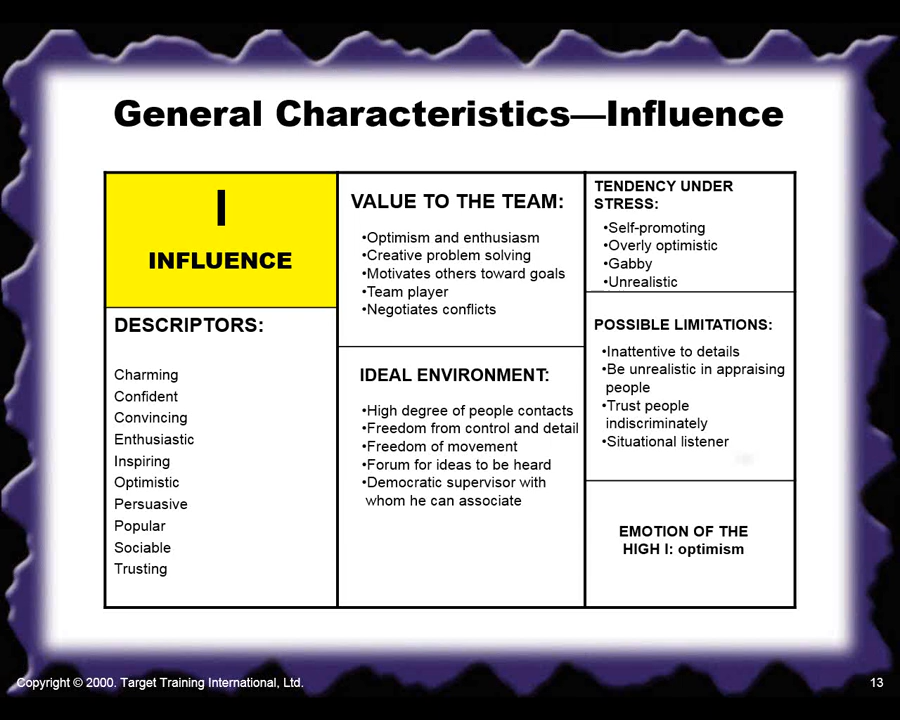 General Characteristics—Influence
I
INFLUENCE
DESCRIPTORS:
Charming
Confident
Convincing
Enthusiastic
Inspiring
Optimistic
Persuasive
Popular
Sociable
Trusting
VALUE TO THE TEAM:
•Optimism and enthusiasm
•Creative problem solving
•Motivates others toward goals
•Team player
•Negotiates conflicts
IDEAL ENVIRONMENT:
•High degree of people contacts
•Freedom from control and detail
•Freedom of movement
•Forum for ideas to be heard
•Democratic supervisor with
whom he can associate
TENDENCY UNDER
STRESS:
•Self-promoting
•Overly optimistic
•Gabby
•Unrealistic
POSSIBLE LIMITATIONS:
•Inattentive to details
•Be unrealistic in appraising
people
•Trust people
indiscriminately
•Situational listener
EMOTION OF THE
HIGH I: optimism
Copyright © 2000. Target Training International, Ltd.
13